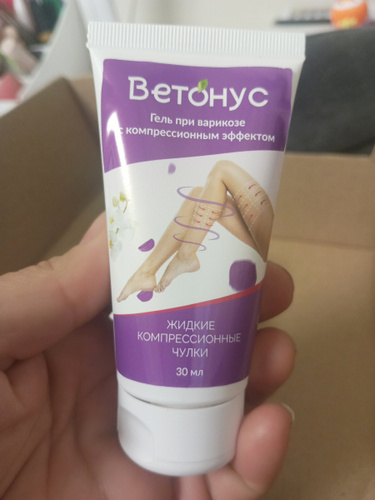 Ветонус
Гель при варикозе
с компрессионным эффектом
ЖИДКИЕ
КОМПРЕССИОННЫЕ
ЧУЛКИ
30 мл